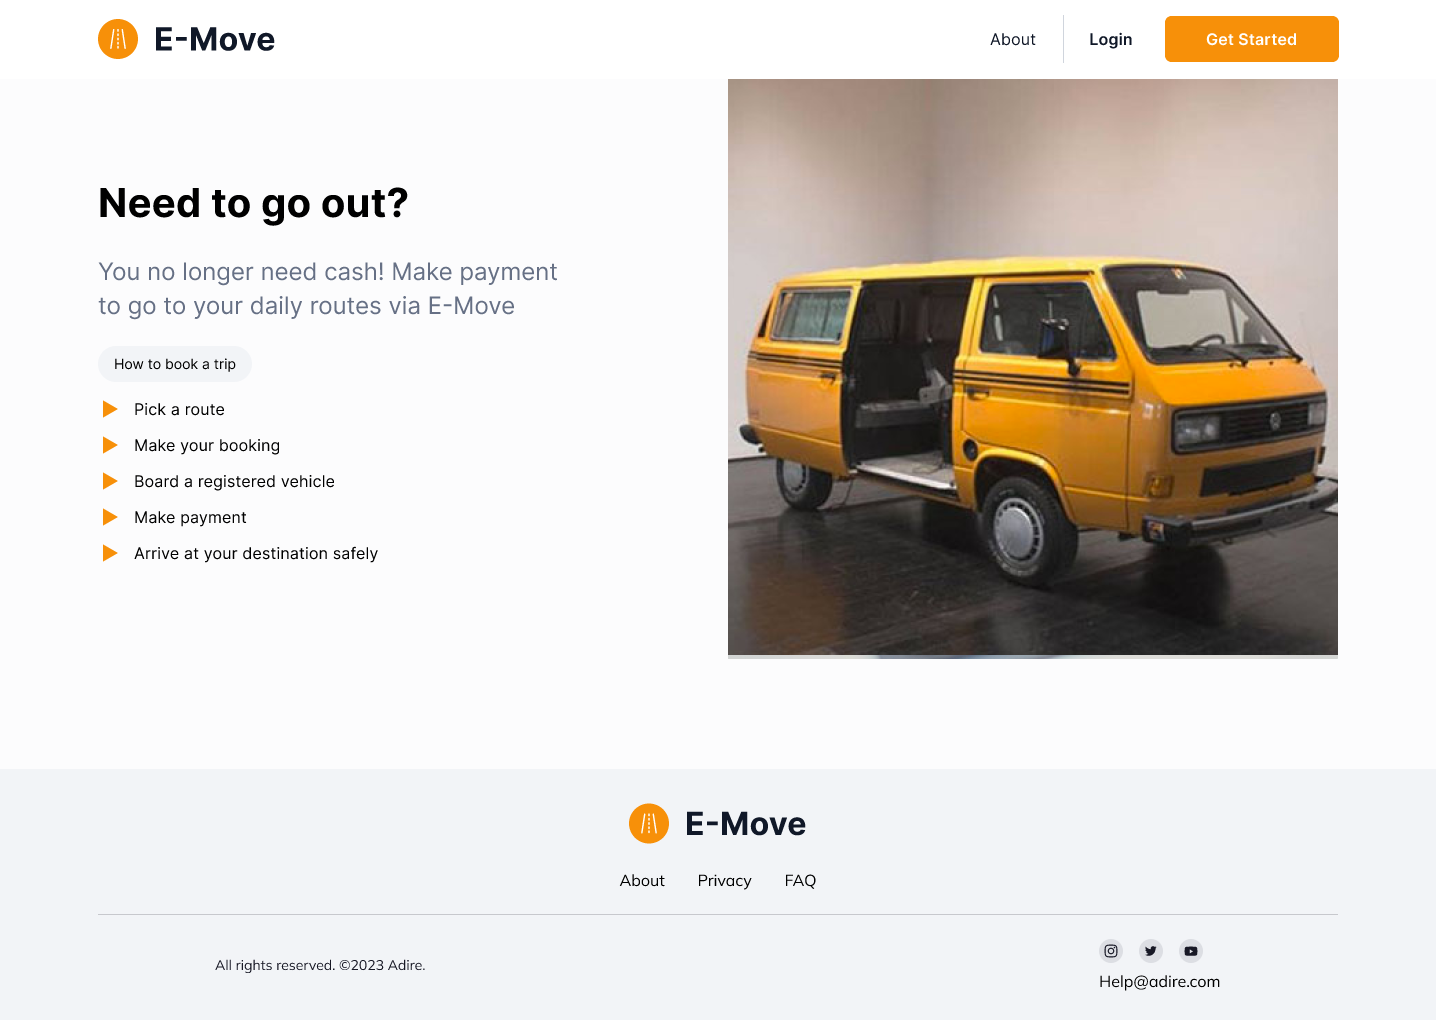 E-Move
About
Login
Get Started
Need to go out?
You no longer need cash! Make payment
to go to your daily routes via E-Move
How to book a trip
Pick a route
Make your booking
Board a registered vehicle
Make payment
Arrive at your destination safely
E-Move
About
Privacy
FAQ
All rights reserved. ©2023 Adire.
Help@adire.com